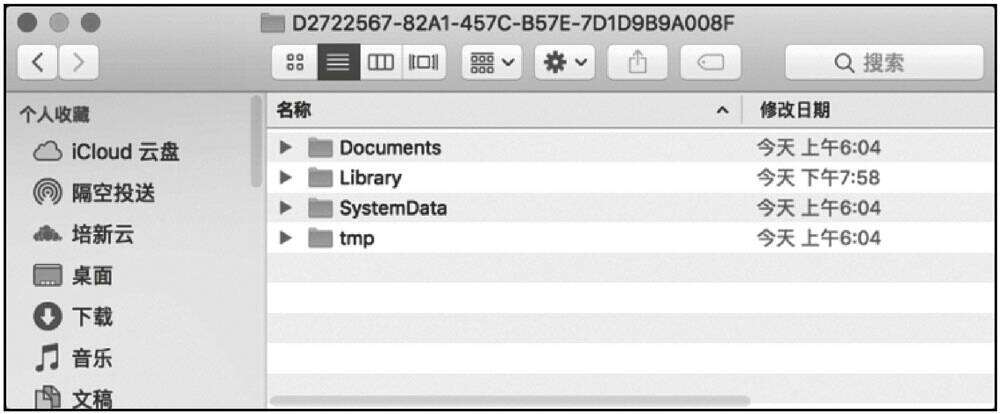 D2722567-82A1-457C-B57E-7D1D9B9A008F
搜索
个人收藏
iCloud 云盘
隔空投送
培新云
桌面
下载
音乐
文稿
名称 修改日期
Documents 今天 上午6:04
Library 今天 下午7:58
SystemData 今天 上午6:04
tmp 今天 上午6:04